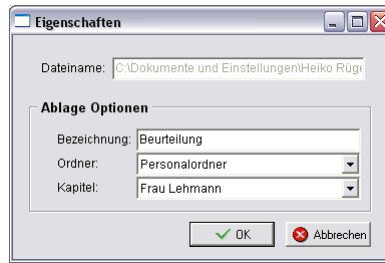 Eigenschaften
Dateiname: C:\Dokumente und Einstellungen\Heiko Rüge
Ablage Optionen
Bezeichnung: Beurteilung
Ordner: Personalordner
Kapitel: Frau Lehmann
OK Abbrechen